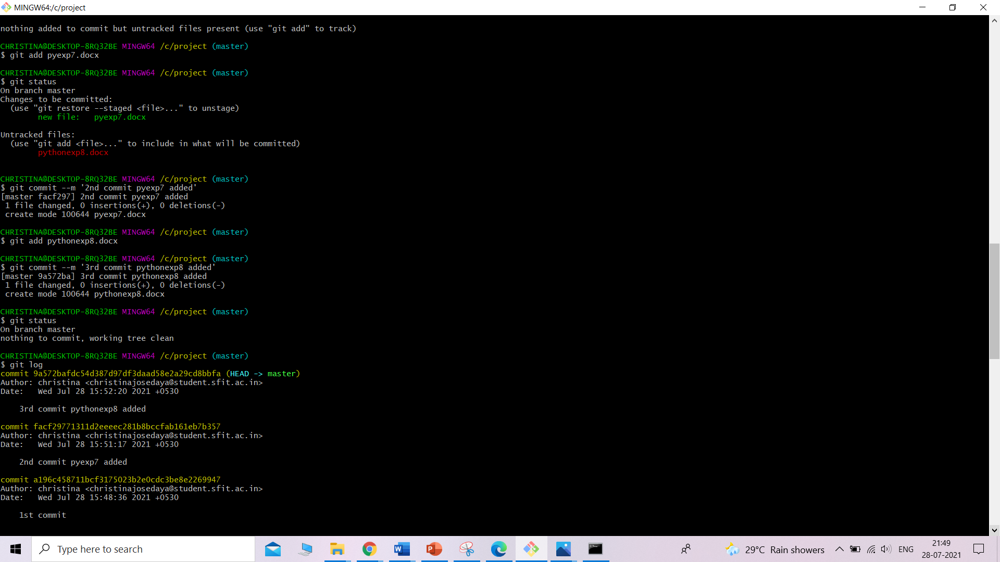 MINGW64:/c/project
nothing added to commit but untracked files present (use "git add" to track)
CHRISTINA@DESKTOP-8RQ32BE MINGW64 /c/project (master)
$ git add pyexp7.docx
CHRISTINA@DESKTOP-8RQ32BE MINGW64 /c/project (master)
$ git status
On branch master
Changes to be committed:
  (use "git restore --staged <file>..." to unstage)
        new file:   pyexp7.docx
Untracked files:
  (use "git add <file>..." to include in what will be committed)
        pythonexp8.docx
CHRISTINA@DESKTOP-8RQ32BE MINGW64 /c/project (master)
$ git commit --m '2nd commit pyexp7 added'
[master facf297] 2nd commit pyexp7 added
 1 file changed, 0 insertions(+), 0 deletions(-)
 create mode 100644 pyexp7.docx
CHRISTINA@DESKTOP-8RQ32BE MINGW64 /c/project (master)
$ git add pythonexp8.docx
CHRISTINA@DESKTOP-8RQ32BE MINGW64 /c/project (master)
$ git commit --m '3rd commit pythonexp8 added'
[master 9a572ba] 3rd commit pythonexp8 added
 1 file changed, 0 insertions(+), 0 deletions(-)
 create mode 100644 pythonexp8.docx
CHRISTINA@DESKTOP-8RQ32BE MINGW64 /c/project (master)
$ git status
On branch master
nothing to commit, working tree clean
CHRISTINA@DESKTOP-8RQ32BE MINGW64 /c/project (master)
$ git log
commit 9a572bafdc54d387d97df3daad58e2a29cd8bbfa (HEAD -> master)
Author: christina <christinajosedaya@student.sfit.ac.in>
Date:   Wed Jul 28 15:52:20 2021 +0530
    3rd commit pythonexp8 added
commit facf29771311d2eeeec281b8bccfab161eb7b357
Author: christina <christinajosedaya@student.sfit.ac.in>
Date:   Wed Jul 28 15:51:17 2021 +0530
    2nd commit pyexp7 added
commit a196c458711bcf3175023b2e0cdc3be8e2269947
Author: christina <christinajosedaya@student.sfit.ac.in>
Date:   Wed Jul 28 15:48:36 2021 +0530
    1st commit
Type here to search
29°C Rain showers
ENG
21:49
28-07-2021